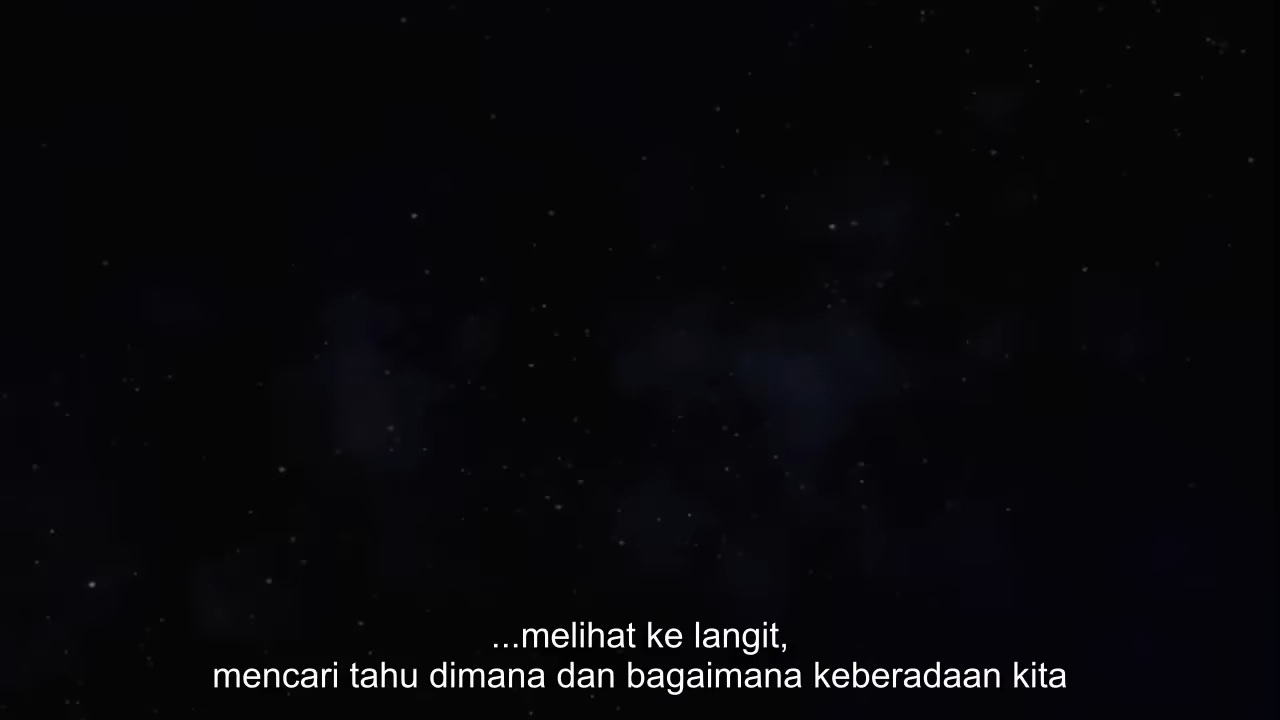 ...melihat ke langit,
mencari tahu dimana dan bagaimana keberadaan kita